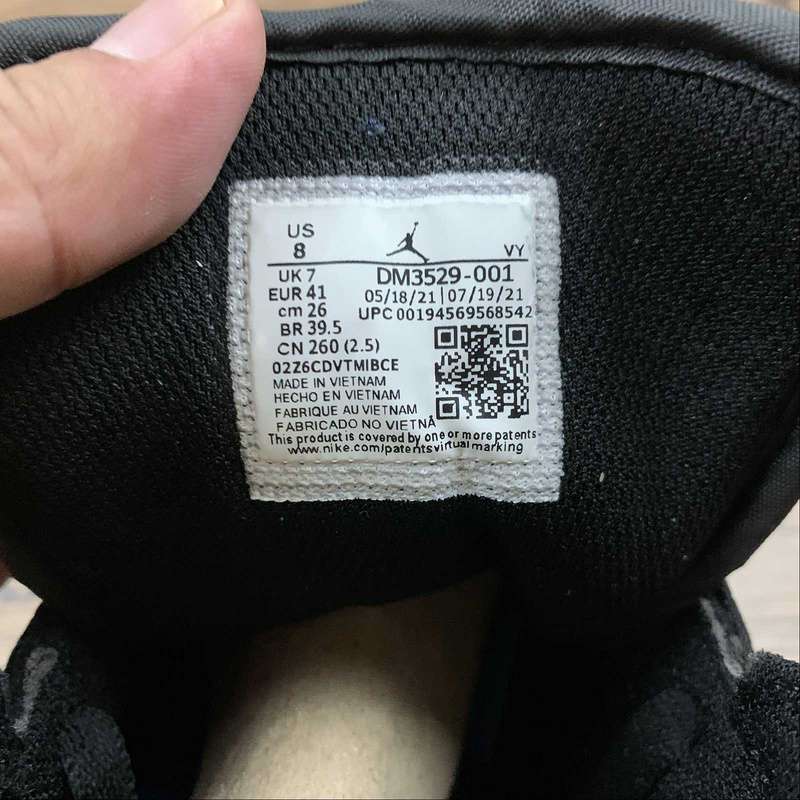 US
8
VY
UK 7
DM3529-001
EUR 41
05/18/21 | 07/19/21
cm 26
UPC 00194569568542
BR 39.5
CN 260 (2.5)
02Z6CDVTMIBCE
MADE IN VIETNAM
HECHO EN VIETNAM
FABRIQUE AU VIETNAM
FABRICADO NO VIETNÃ
This product is covered by one or more patents
www.nike.com/patentsvirtual marking